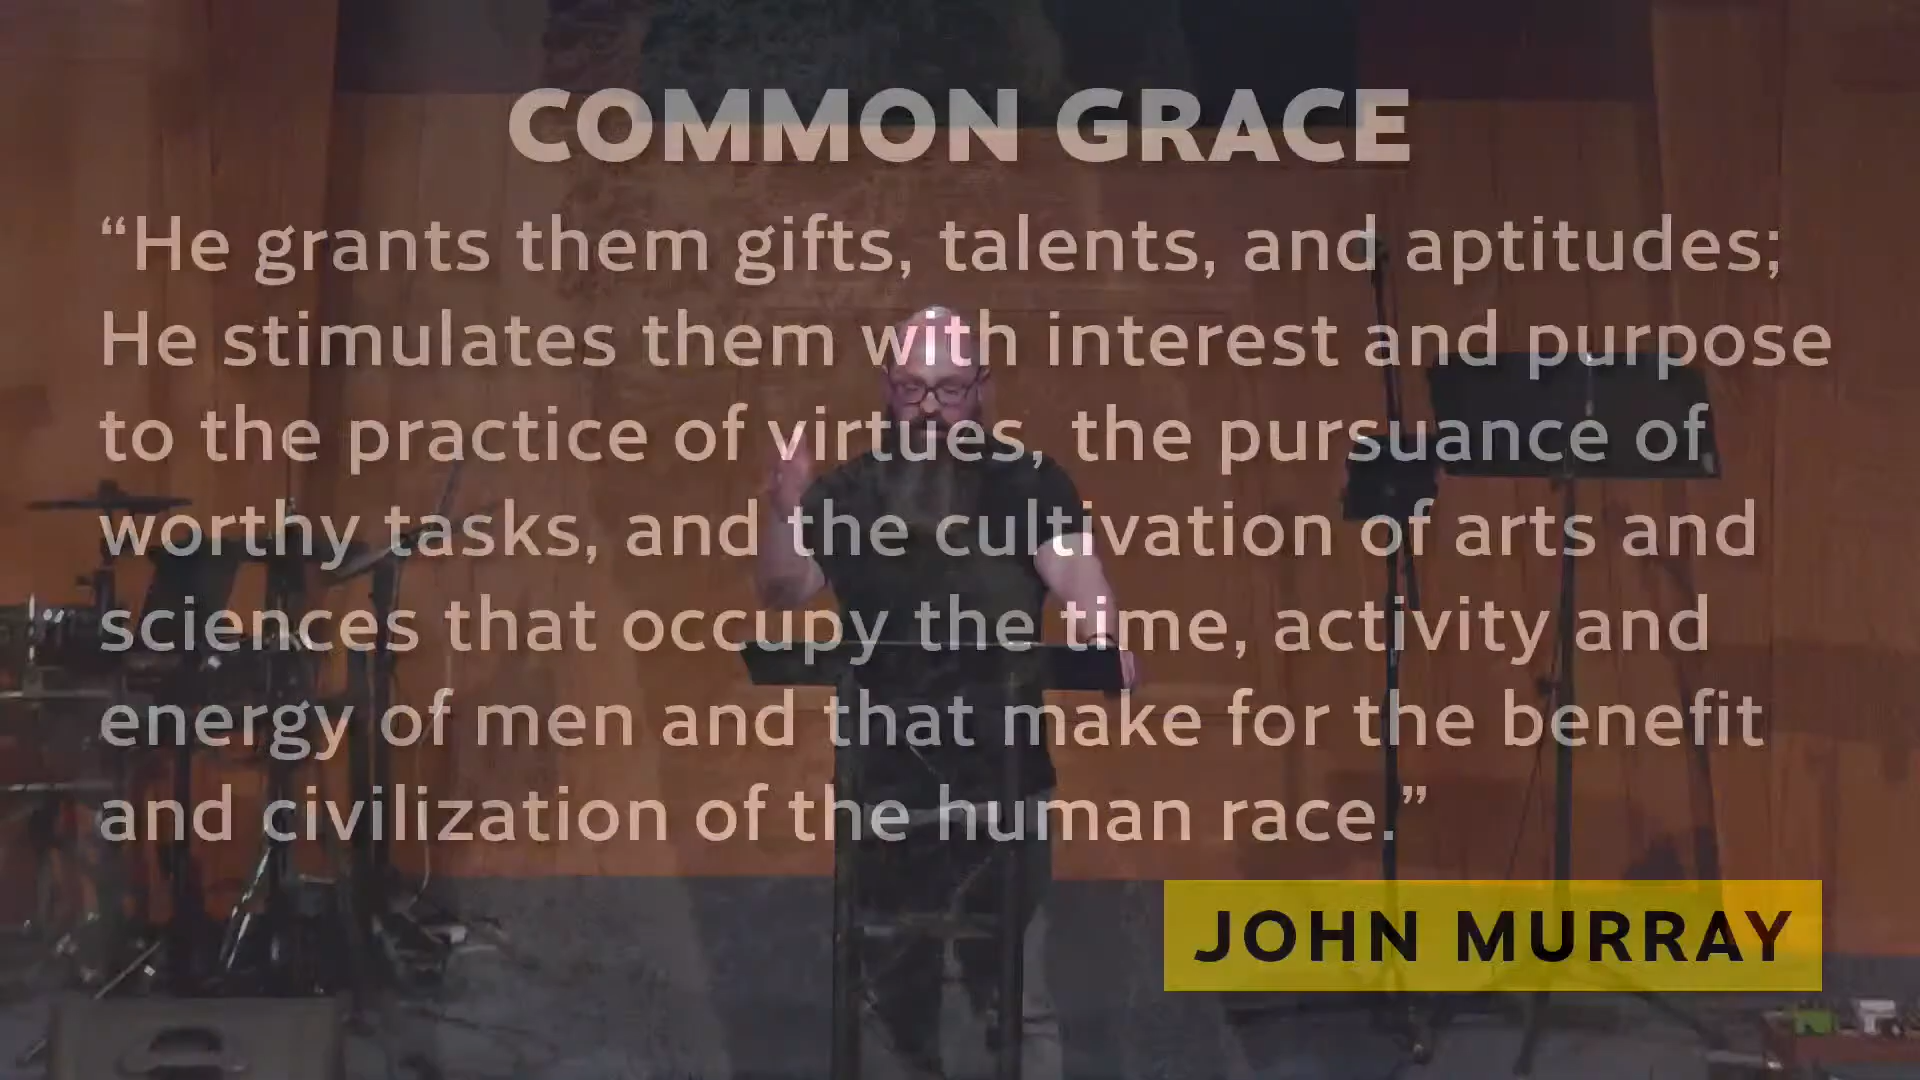 COMMON GRACE
“He grants them gifts, talents, and aptitudes;
He stimulates them with interest and purpose
to the practice of virtues, the pursuance of
worthy tasks, and the cultivation of arts and
sciences that occupy the time, activity and
energy of men and that make for the benefit
and civilization of the human race.”
JOHN MURRAY